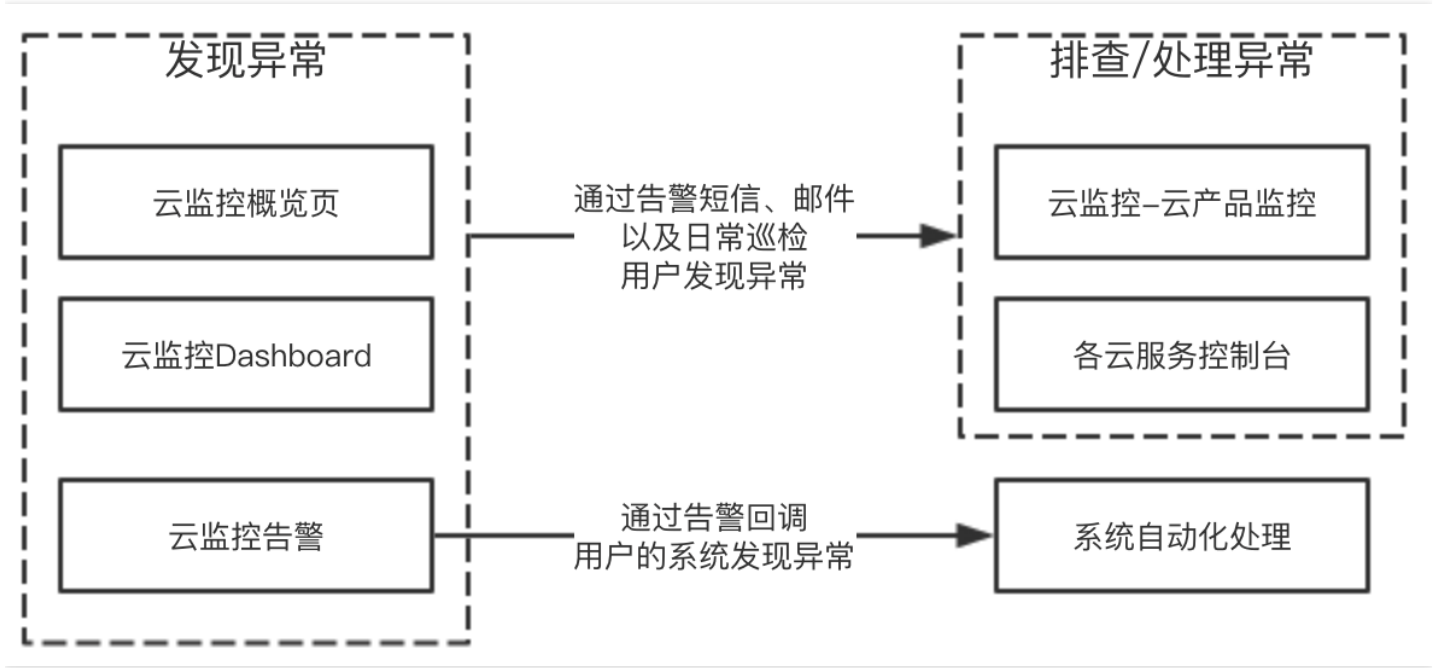 发现异常
云监控概览页
云监控Dashboard
云监控告警
通过告警短信、邮件
以及日常巡检
用户发现异常
通过告警回调
用户的系统发现异常
排查/处理异常
云监控–云产品监控
各云服务控制台
系统自动化处理